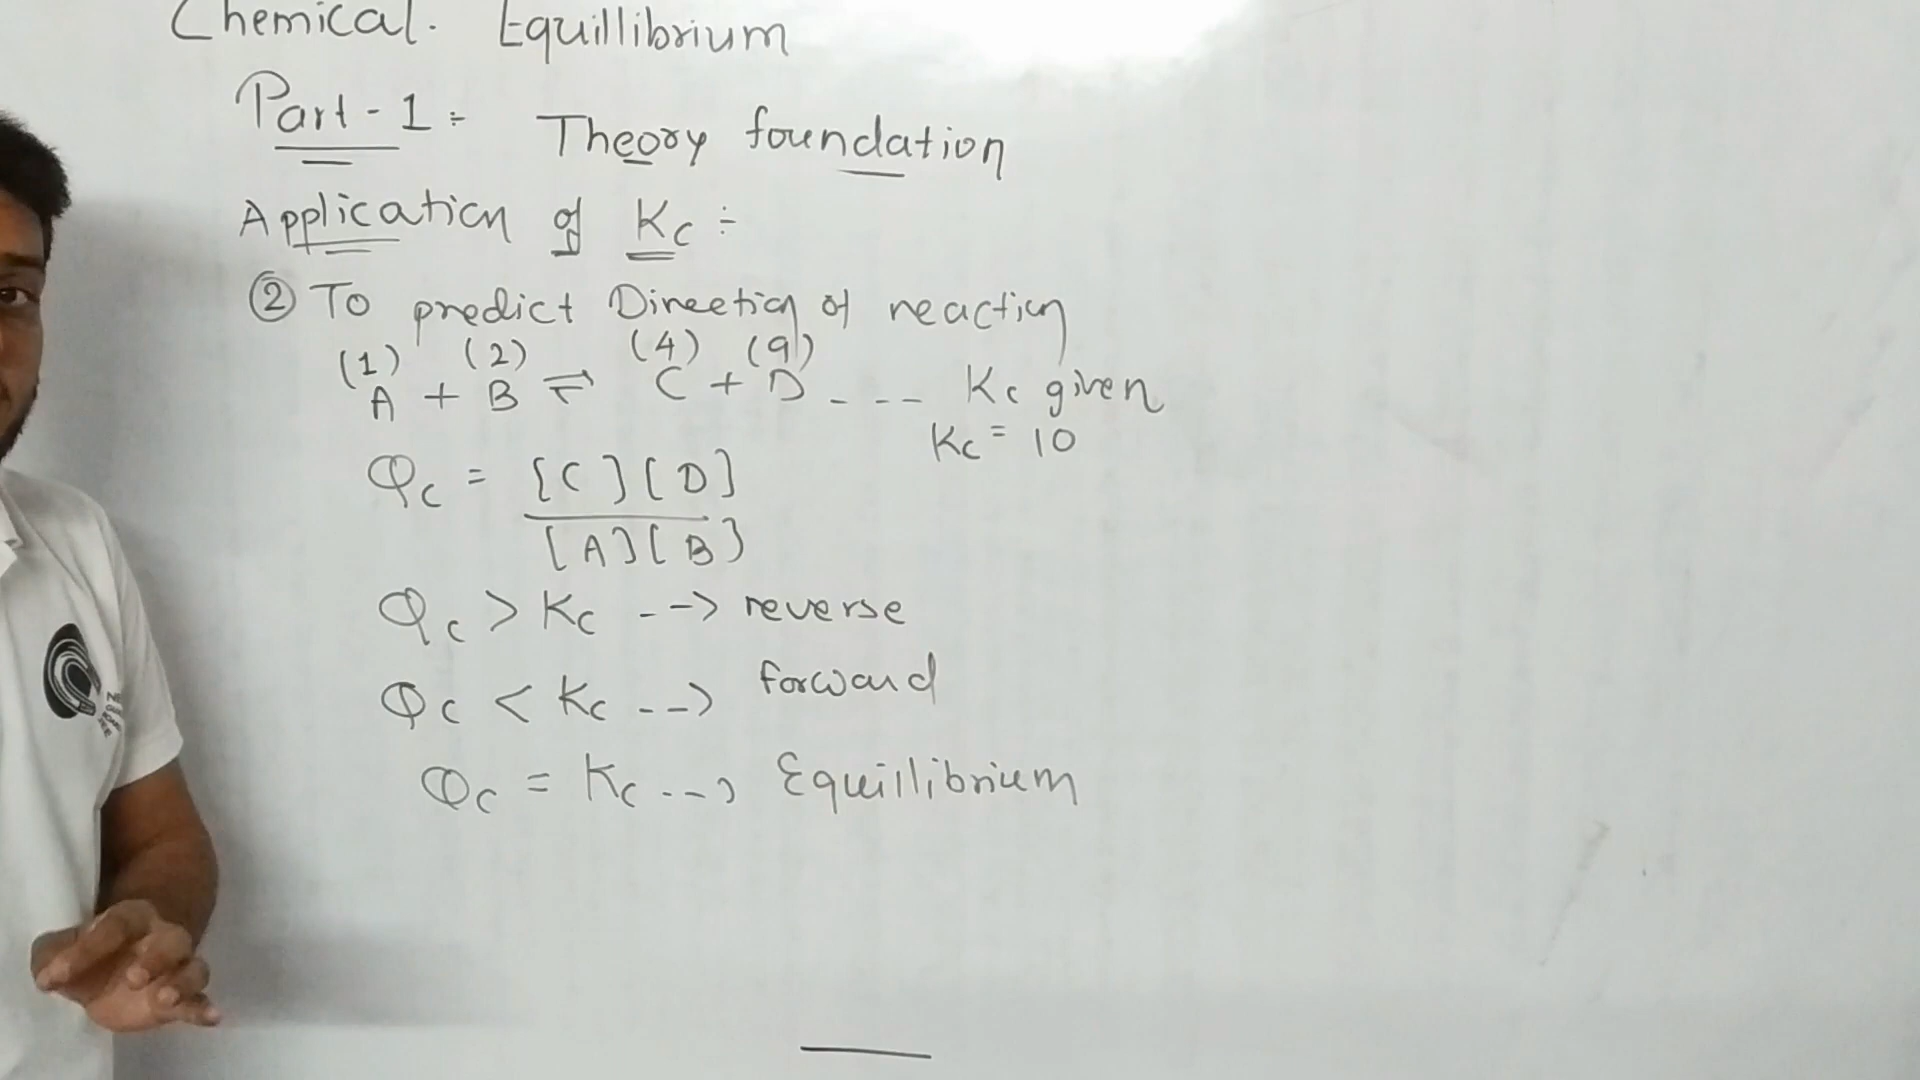 Chemical. Equillibrium
Part-1 :- Theory foundation
Application of Kc :-
② To predict Direction of reaction
(1) (2) (4) (9)
A + B ⇌ C + D - - - Kc given
Kc = 10
Qc = [C][D]
[A][B]
Qc > Kc --> reverse
Qc < Kc --> forward
Qc = Kc --> Equillibrium